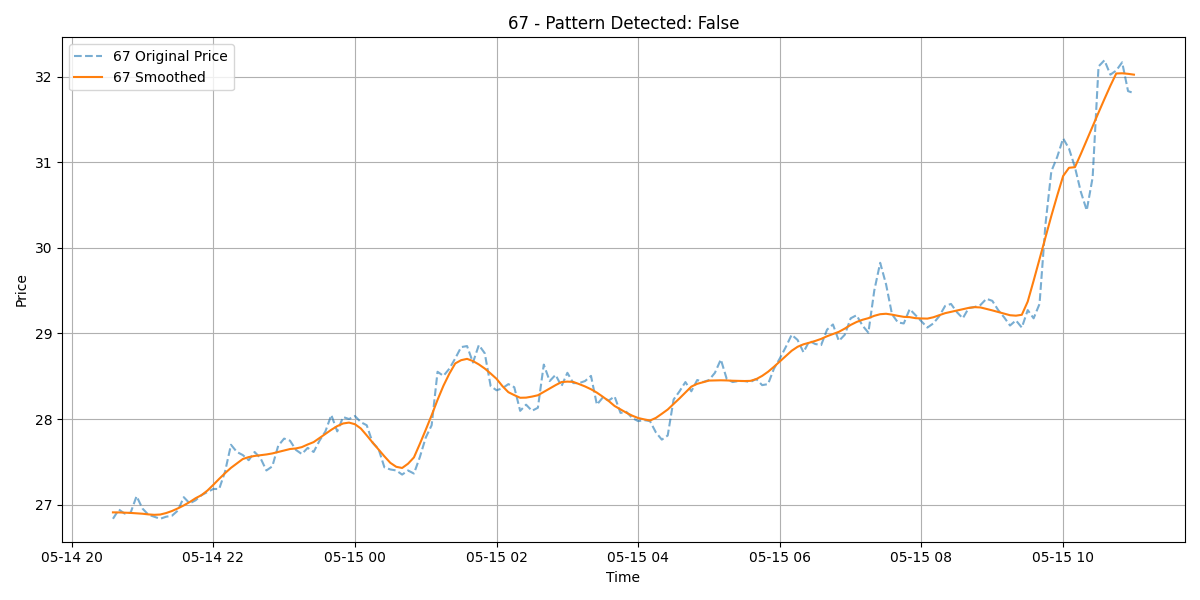 67 - Pattern Detected: False
67 Original Price
67 Smoothed
Price
32
31
30
29
28
27
05-14 20 05-14 22 05-15 00 05-15 02 05-15 04 05-15 06 05-15 08 05-15 10
Time